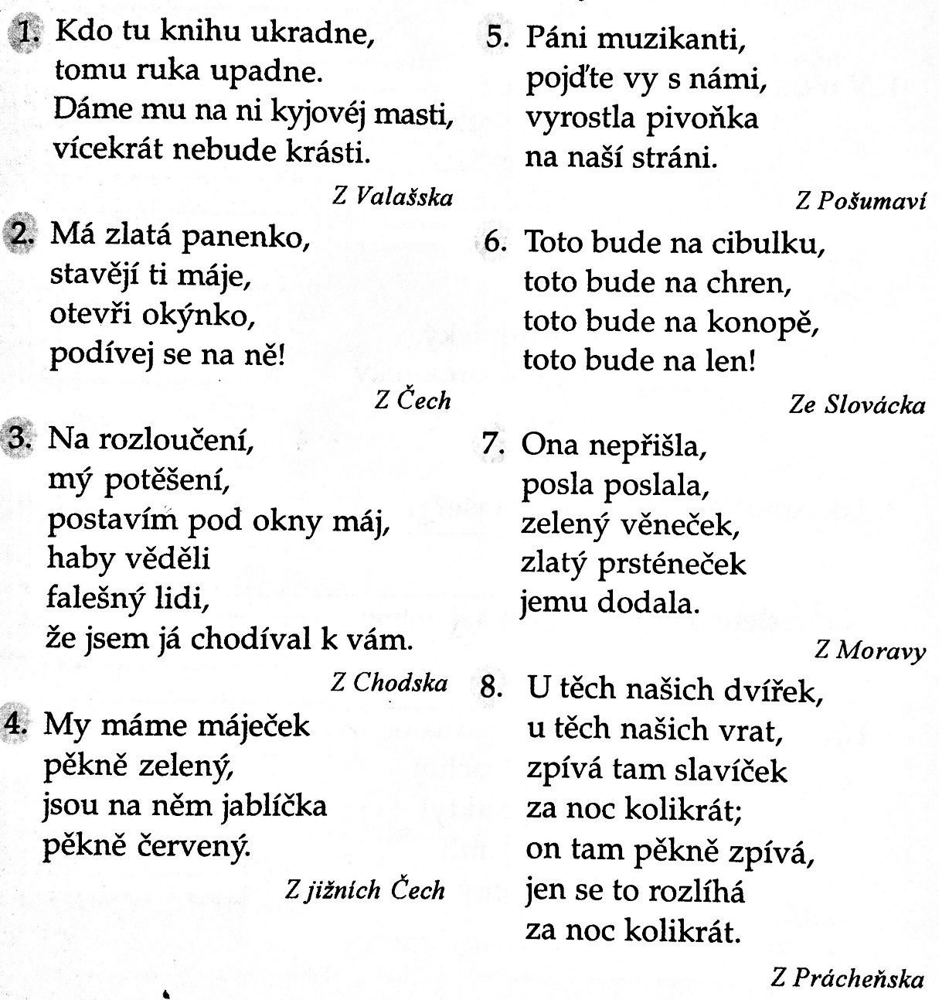 1. Kdo tu knihu ukradne,
tomu ruka upadne.
Dáme mu na ni kyjovéj masti,
vícekrát nebude krásti.
Z Valašska
2. Má zlatá panenko,
stavějí ti máje,
otevři okýnko,
podívej se na ně!
Z Čech
3. Na rozloučení,
mý potěšení,
postavím pod okny máj,
haby věděli
falešný lidi,
že jsem já chodíval k vám.
Z Chodska
4. My máme máječek
pěkně zelený,
jsou na něm jablíčka
pěkně červený.
Z jižních Čech
5. Páni muzikanti,
pojďte vy s námi,
vyrostla pivoňka
na naší stráni.
Z Pošumaví
6. Toto bude na cibulku,
toto bude na chren,
toto bude na konopě,
toto bude na len!
Ze Slovácka
7. Ona nepřišla,
posla poslala,
zelený věneček,
zlatý prsténeček
jemu dodala.
Z Moravy
8. U těch našich dvířek,
u těch našich vrat,
zpívá tam slavíček
za noc kolikrát;
on tam pěkně zpívá,
jen se to rozlíhá
za noc kolikrát.
Z Prácheňska